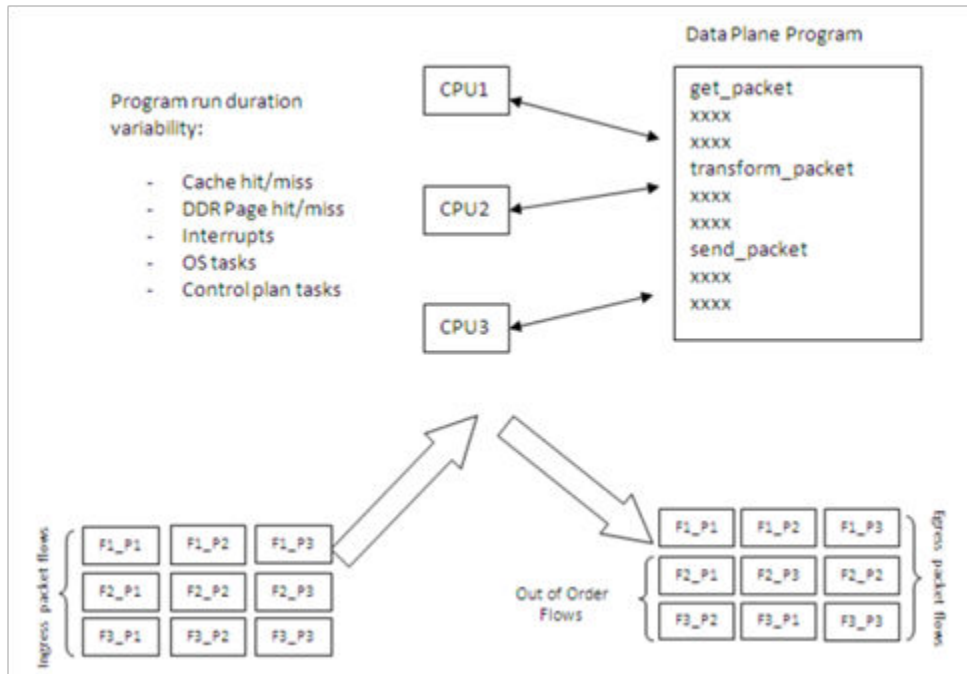 Data Plane Program
CPU1
CPU2
CPU3
get_packet
xxxx
xxxx
transform_packet
xxxx
xxxx
send_packet
xxxx
xxxx
Program run duration
variability:
- Cache hit/miss
- DDR Page hit/miss
- Interrupts
- OS tasks
- Control plan tasks
Ingress packet flows
F1_P1 F1_P2 F1_P3
F2_P1 F2_P2 F2_P3
F3_P1 F3_P2 F3_P3
Out of Order
Flows
F1_P1 F1_P2 F1_P3
F2_P1 F2_P3 F2_P2
F3_P2 F3_P1 F3_P3
Egress packet flows